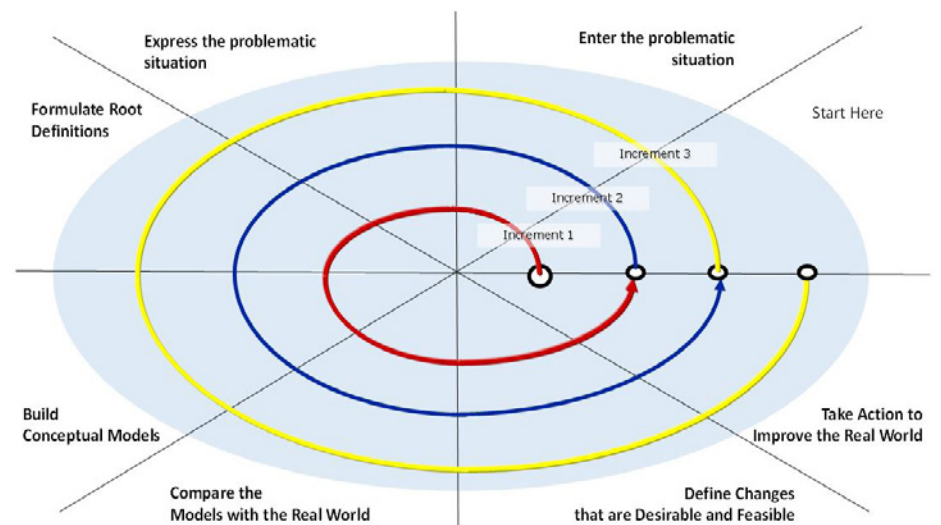 Express the problematic
situation
Enter the problematic
situation
Formulate Root
Definitions
Start Here
Increment 3
Increment 2
Increment 1
Build
Conceptual Models
Take Action to
Improve the Real World
Compare the
Models with the Real World
Define Changes
that are Desirable and Feasible